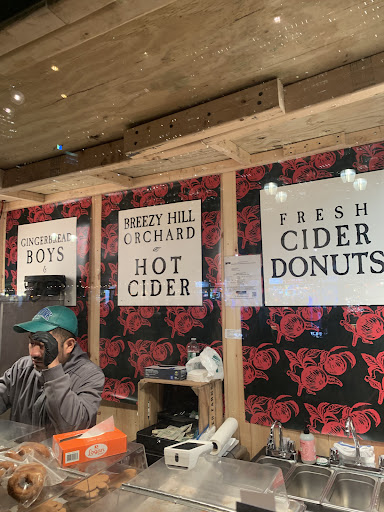 GINGERBREAD
BOYS
&
BREEZY HILL
ORCHARD
HOT
CIDER
FRESH
CIDER
DONUTS